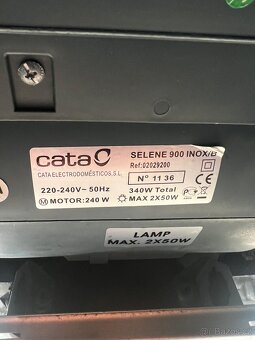 cata
SELENE 900 INOX/B
CATA ELECTRODOMÉSTICOS, S.L.
Ref: 02029200
Nº 11 36
220-240V~ 50Hz
340W Total
M MOTOR: 240 W
MAX 2X50W
LAMP
MAX. 2X50W